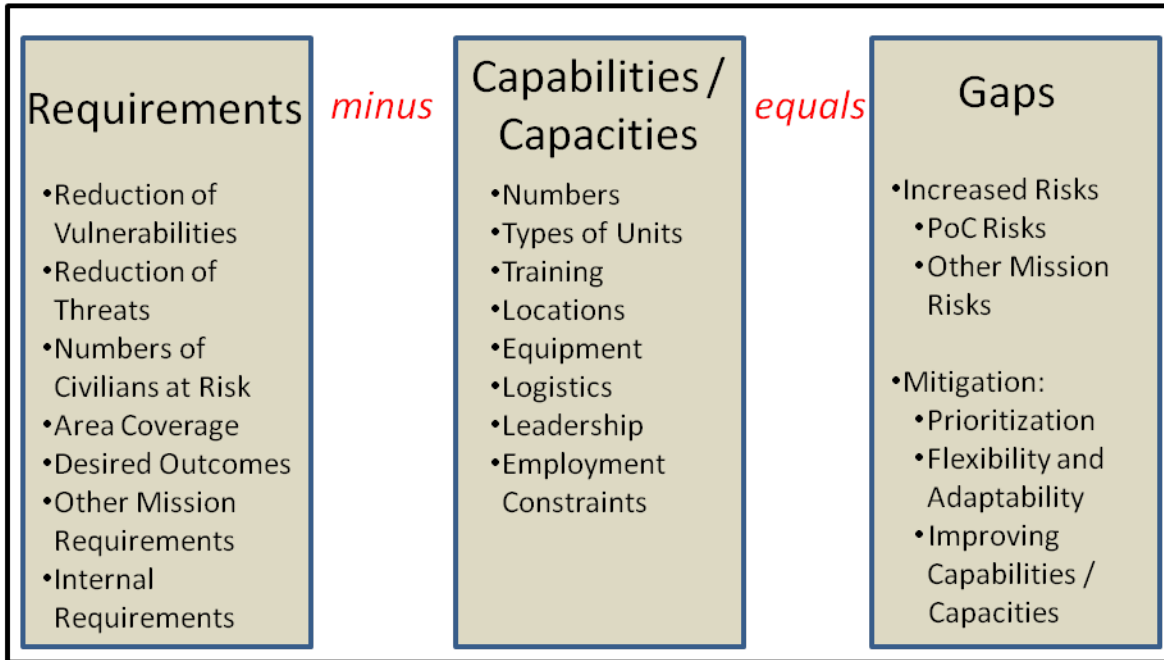 Requirements
•Reduction of
Vulnerabilities
•Reduction of
Threats
•Numbers of
Civilians at Risk
•Area Coverage
•Desired Outcomes
•Other Mission
Requirements
•Internal
Requirements
minus
Capabilities /
Capacities
•Numbers
•Types of Units
•Training
•Locations
•Equipment
•Logistics
•Leadership
•Employment
Constraints
equals
Gaps
•Increased Risks
•PoC Risks
•Other Mission
Risks
•Mitigation:
•Prioritization
•Flexibility and
Adaptability
•Improving
Capabilities /
Capacities